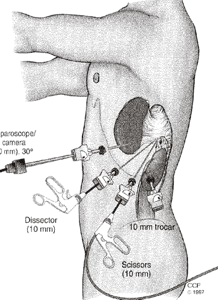 paroscope/
camera
0 mm). 30°
Dissector
(10 mm)
10 mm trocar
Scissors
(10 mm)
CCF
© 1997